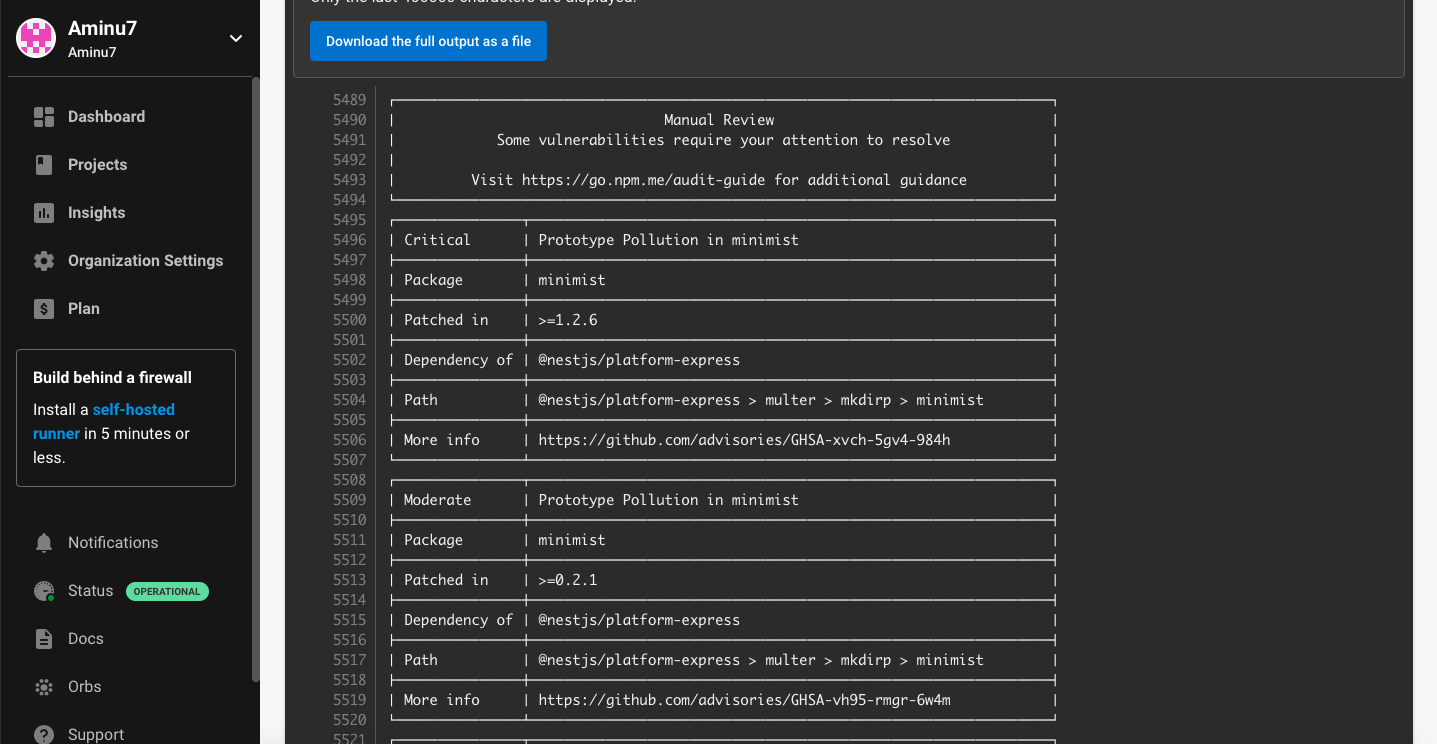 Aminu7
Aminu7
Dashboard
Projects
Insights
Organization Settings
Plan
Build behind a firewall
Install a self-hosted
runner in 5 minutes or
less.
Notifications
Status OPERATIONAL
Docs
Orbs
Support
Only the last 400000 characters are displayed.
Download the full output as a file
5489
5490 Manual Review
5491 Some vulnerabilities require your attention to resolve
5492
5493 Visit https://go.npm.me/audit-guide for additional guidance
5494
5495
5496 Critical Prototype Pollution in minimist
5497
5498 Package minimist
5499
5500 Patched in >=1.2.6
5501
5502 Dependency of @nestjs/platform-express
5503
5504 Path @nestjs/platform-express > multer > mkdirp > minimist
5505
5506 More info https://github.com/advisories/GHSA-xvch-5gv4-984h
5507
5508
5509 Moderate Prototype Pollution in minimist
5510
5511 Package minimist
5512
5513 Patched in >=0.2.1
5514
5515 Dependency of @nestjs/platform-express
5516
5517 Path @nestjs/platform-express > multer > mkdirp > minimist
5518
5519 More info https://github.com/advisories/GHSA-vh95-rmgr-6w4m
5520
5521